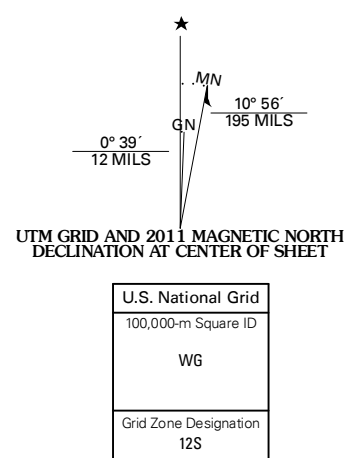 ★
MN
GN
10° 56´
195 MILS
0° 39´
12 MILS
UTM GRID AND 2011 MAGNETIC NORTH
DECLINATION AT CENTER OF SHEET
U.S. National Grid
100,000-m Square ID
WG
Grid Zone Designation
12S